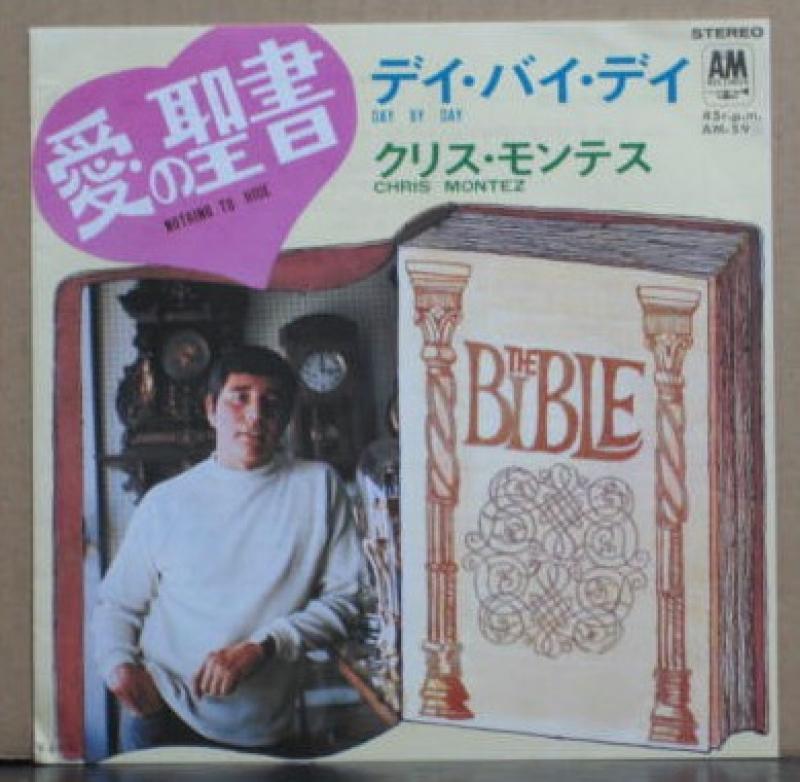 愛の聖書
NOTHING TO HIDE
デイ・バイ・デイ
DAY BY DAY
クリス・モンテス
CHRIS MONTEZ
STEREO
AM
45r.p.m.
THE
BIBLE